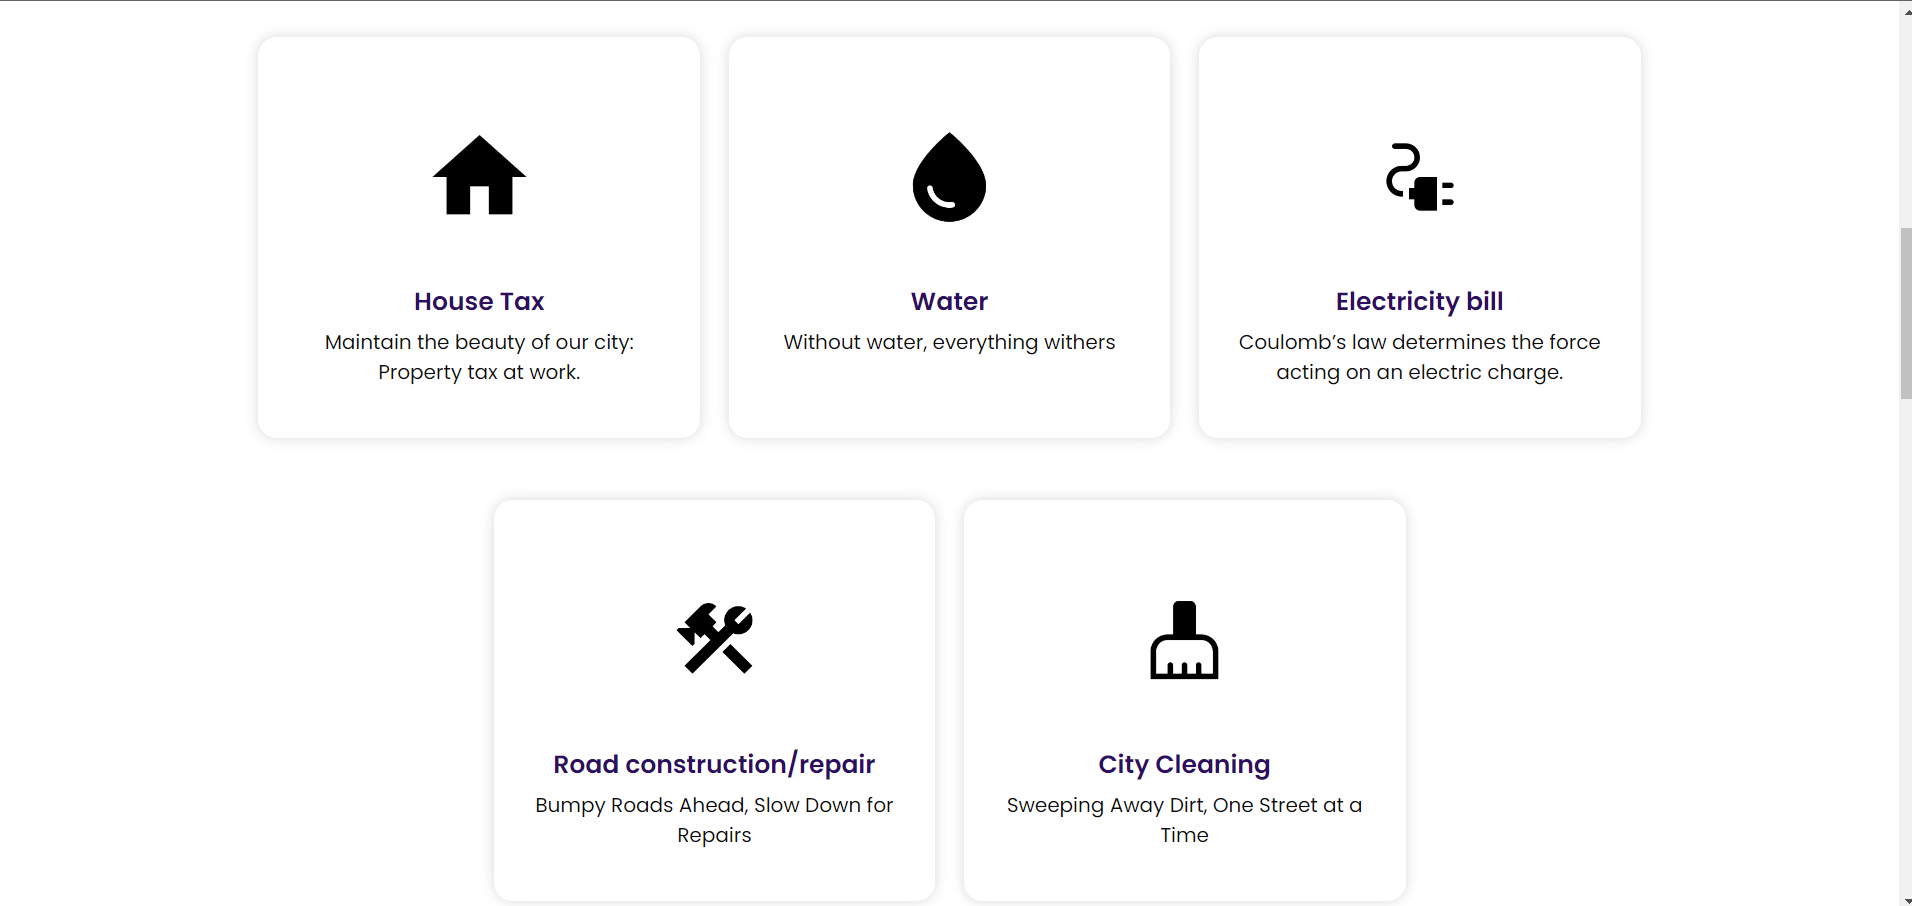 House Tax
Maintain the beauty of our city:
Property tax at work.
Water
Without water, everything withers
Electricity bill
Coulomb’s law determines the force
acting on an electric charge.
Road construction/repair
Bumpy Roads Ahead, Slow Down for
Repairs
City Cleaning
Sweeping Away Dirt, One Street at a
Time